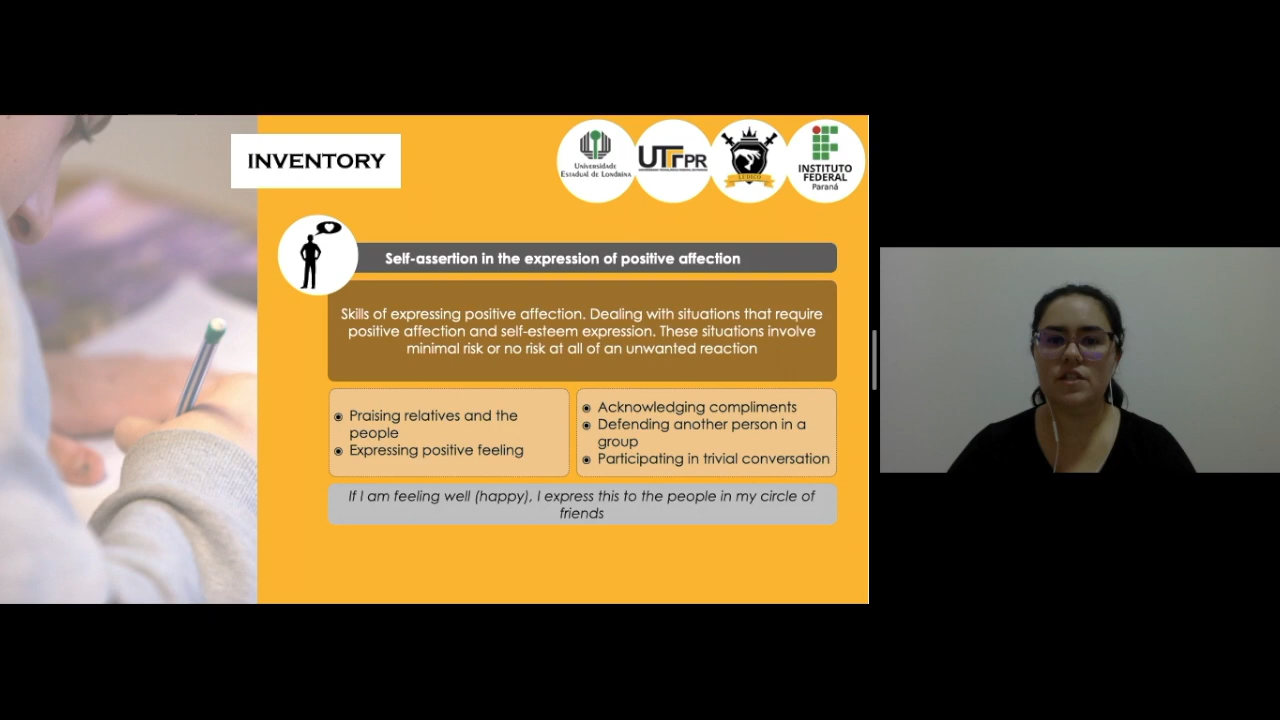 INVENTORY
Universidade
Estadual de Londrina
UTFPR
LUDICO
INSTITUTO
FEDERAL
Paraná
Self-assertion in the expression of positive affection
Skills of expressing positive affection. Dealing with situations that require
positive affection and self-esteem expression. These situations involve
minimal risk or no risk at all of an unwanted reaction
Praising relatives and the
people
Expressing positive feeling
Acknowledging compliments
Defending another person in a
group
Participating in trivial conversation
If I am feeling well (happy), I express this to the people in my circle of
friends